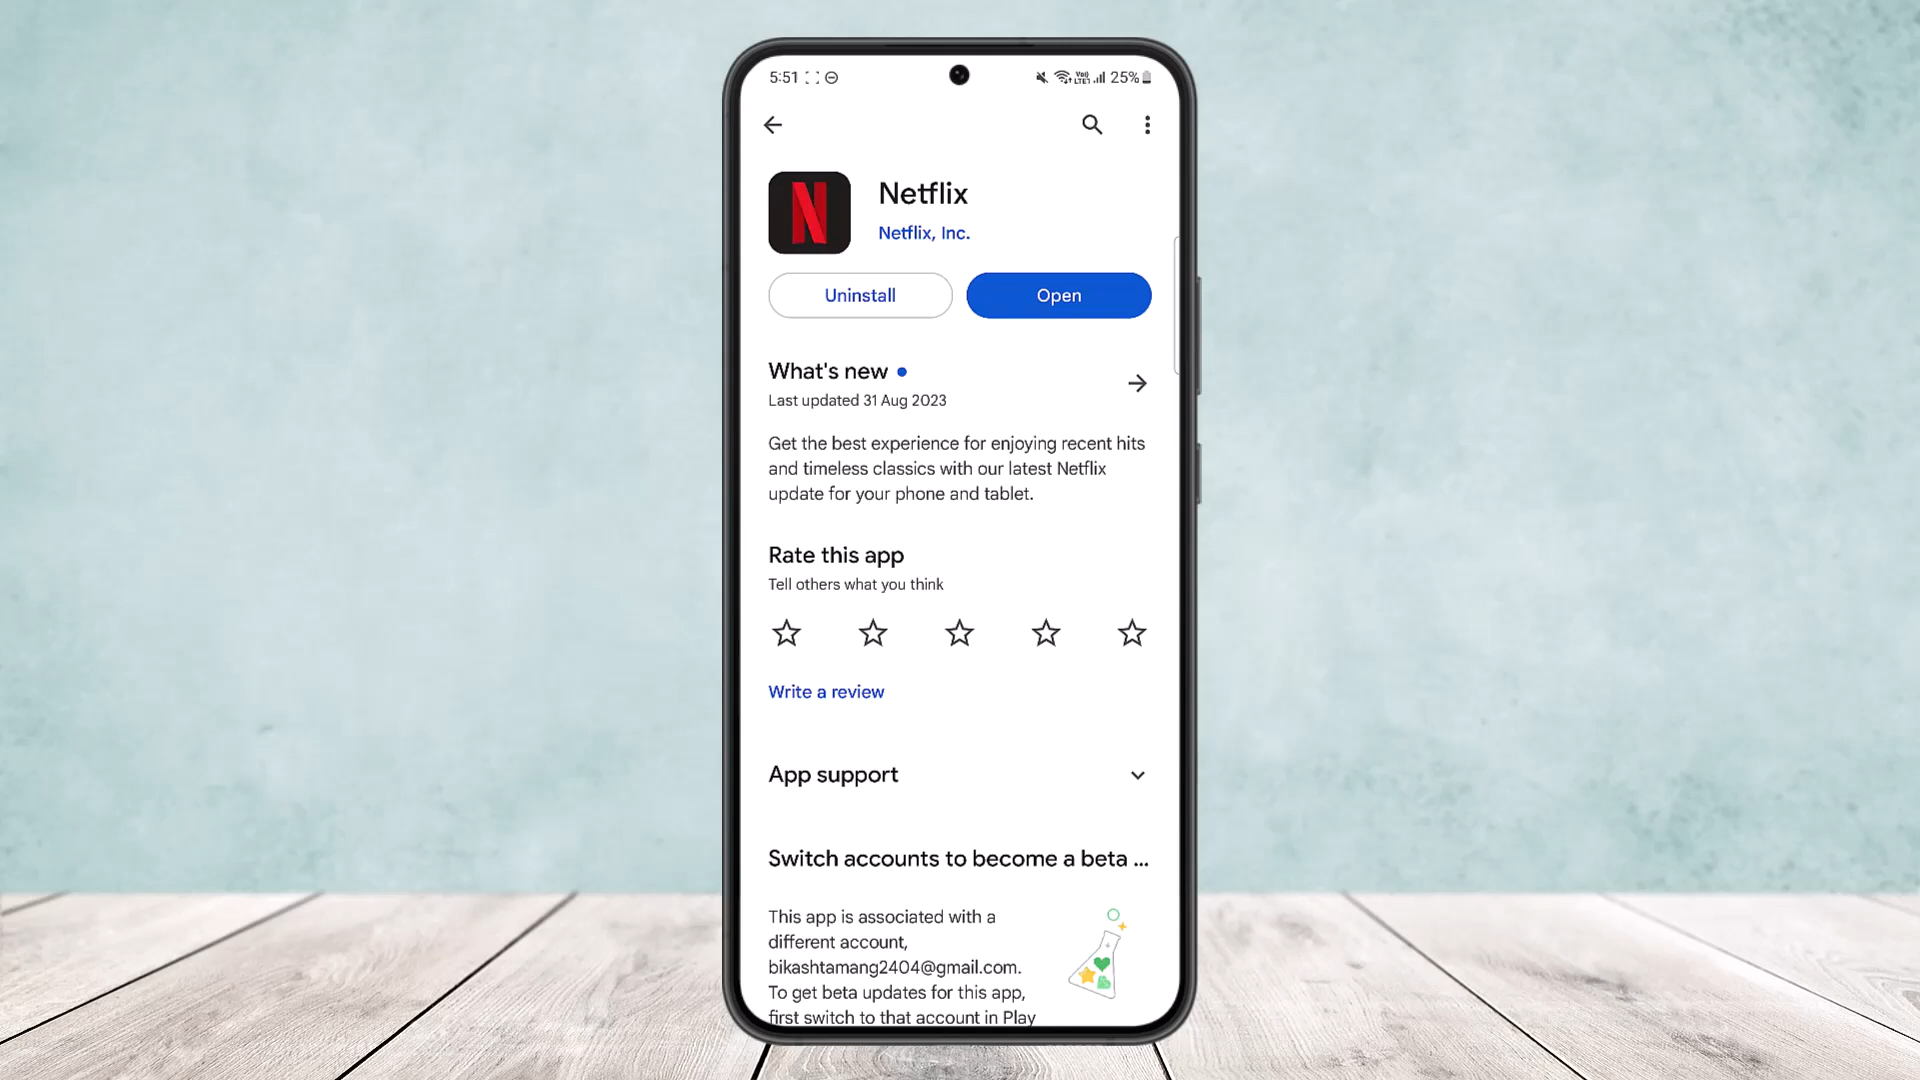 5:51
25%
Netflix
Netflix, Inc.
Uninstall
Open
What's new
Last updated 31 Aug 2023
Get the best experience for enjoying recent hits
and timeless classics with our latest Netflix
update for your phone and tablet.
Rate this app
Tell others what you think
Write a review
App support
Switch accounts to become a beta ...
This app is associated with a
different account,
bikashtamang2404@gmail.com.
To get beta updates for this app,
first switch to that account in Play